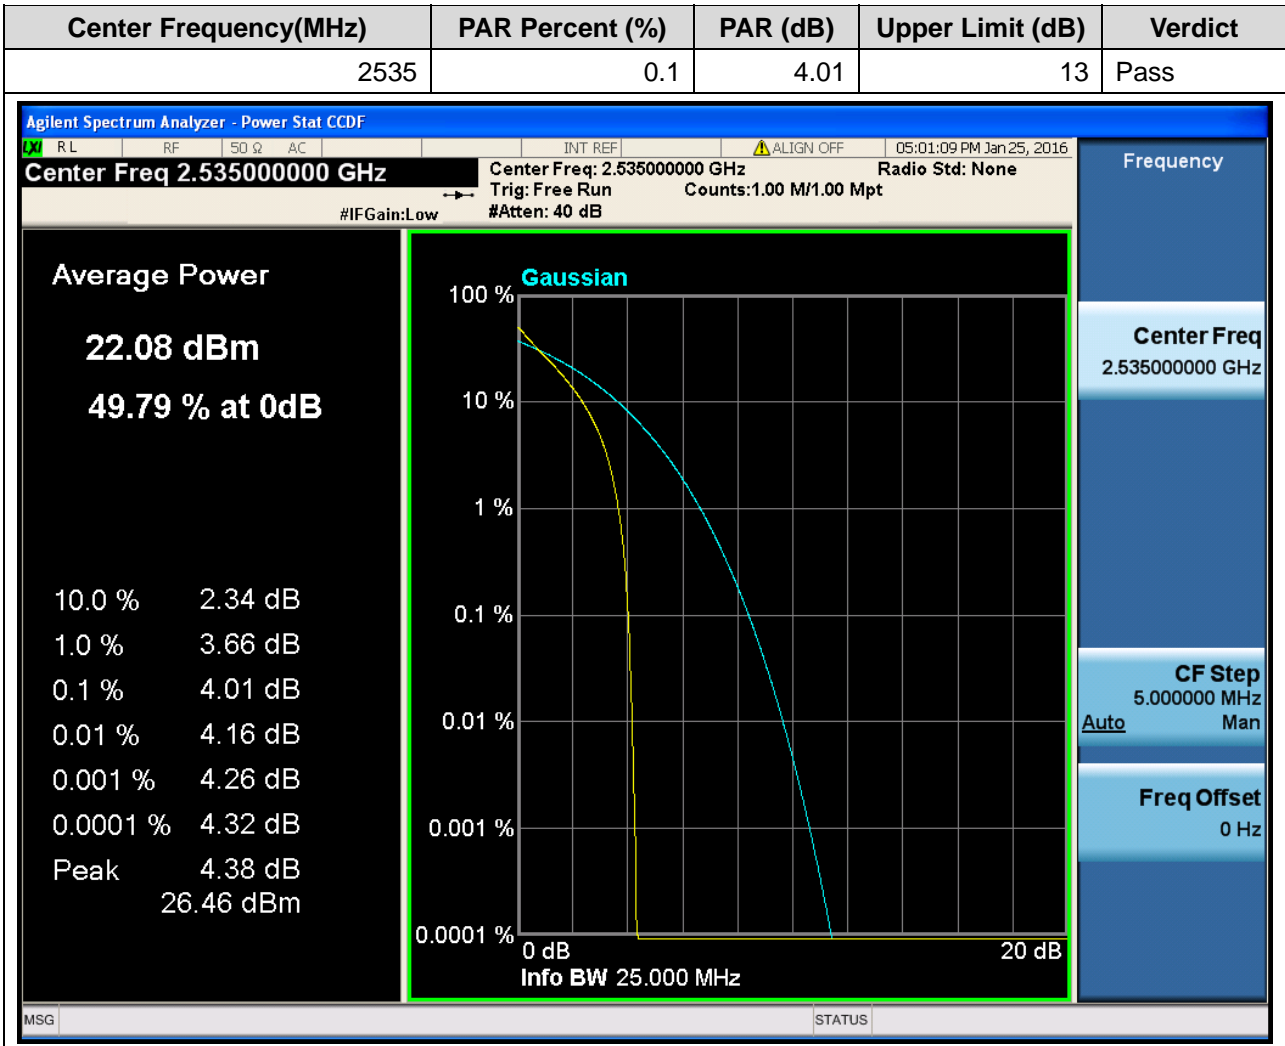 Center Frequency(MHz) PAR Percent (%) PAR (dB) Upper Limit (dB) Verdict
2535 0.1 4.01 13 Pass
Agilent Spectrum Analyzer - Power Stat CCDF
LXI RL RF 50 Ω AC INT REF ALIGN OFF 05:01:09 PM Jan 25, 2016
Center Freq 2.535000000 GHz
Center Freq: 2.535000000 GHz Radio Std: None
Trig: Free Run Counts:1.00 M/1.00 Mpt
#IFGain:Low #Atten: 40 dB
Average Power
22.08 dBm
49.79 % at 0dB
10.0 % 2.34 dB
1.0 % 3.66 dB
0.1 % 4.01 dB
0.01 % 4.16 dB
0.001 % 4.26 dB
0.0001 % 4.32 dB
Peak 4.38 dB
26.46 dBm
Gaussian
100 %
10 %
1 %
0.1 %
0.01 %
0.001 %
0.0001 %
0 dB 20 dB
Info BW 25.000 MHz
Frequency
Center Freq
2.535000000 GHz
CF Step
5.000000 MHz
Auto Man
Freq Offset
0 Hz
MSG STATUS